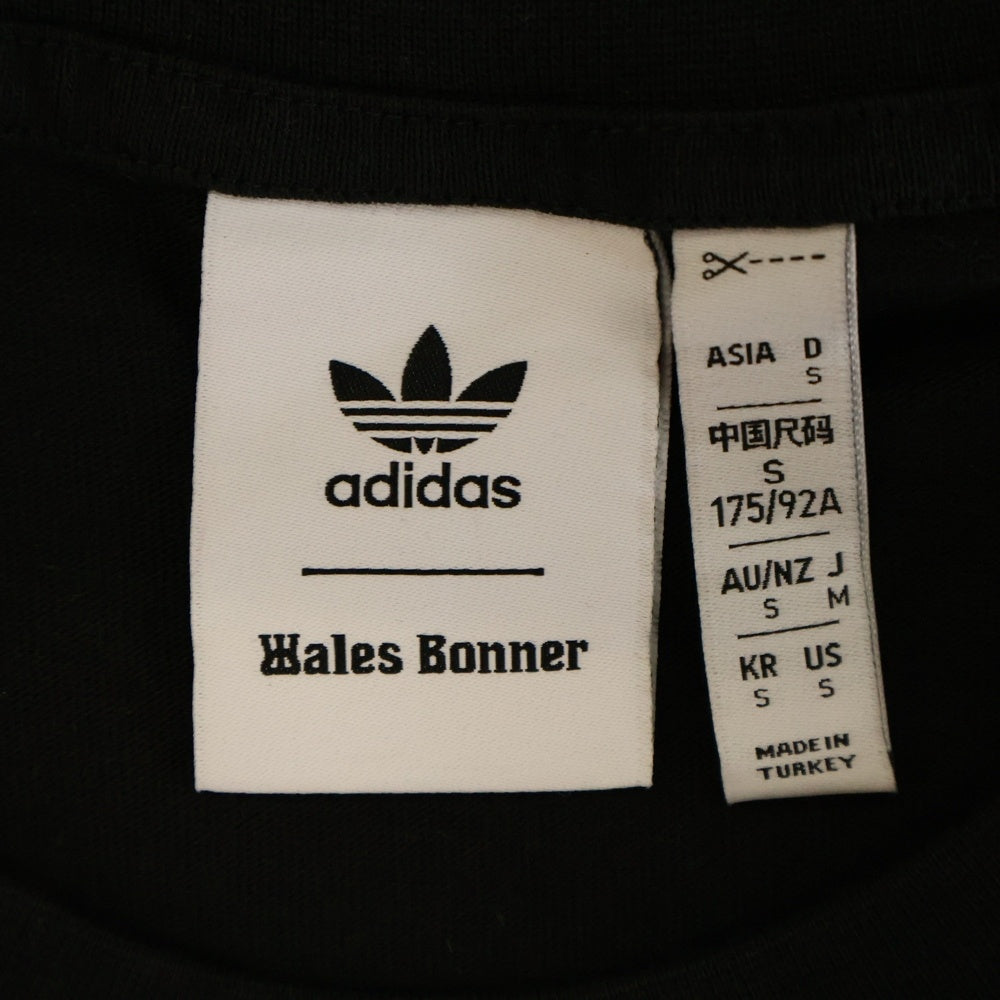 adidas
Wales Bonner
ASIA D
S
中国尺码
S
175/92A
AU/NZ J
S M
KR US
S S
MADE IN
TURKEY